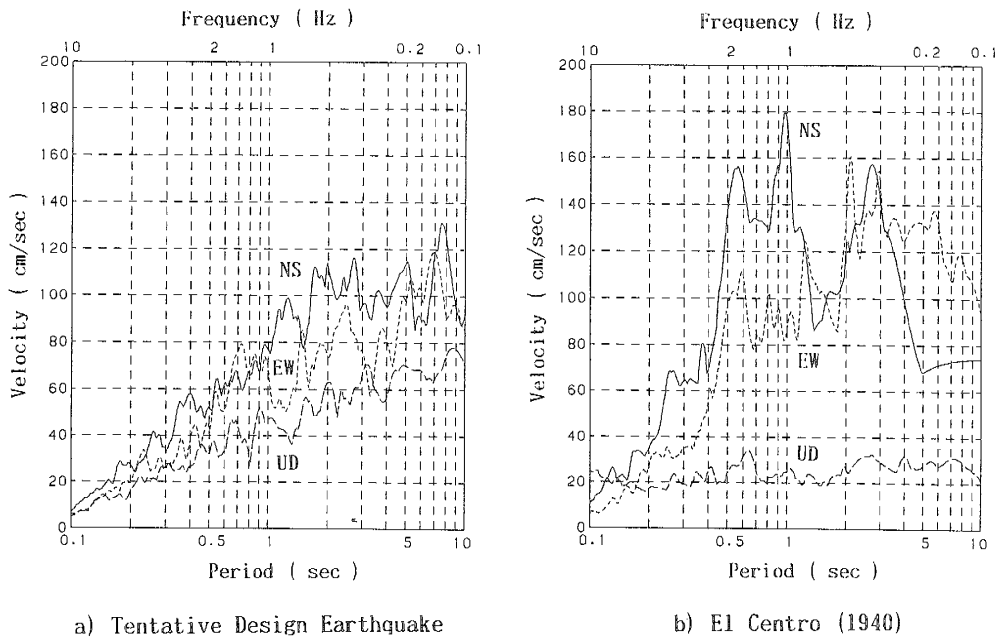 Frequency ( Hz )
10 2 1 0.2 0.1
200
180
160
140
120
100
80
60
40
20
0
Velocity ( cm/sec )
NS
EW
UD
0.1 0.5 1 5 10
Period ( sec )
a) Tentative Design Earthquake
Frequency ( Hz )
10 2 1 0.2 0.1
200
180
160
140
120
100
80
60
40
20
0
Velocity ( cm/sec )
NS
EW
UD
0.1 0.5 1 5 10
Period ( sec )
b) El Centro (1940)